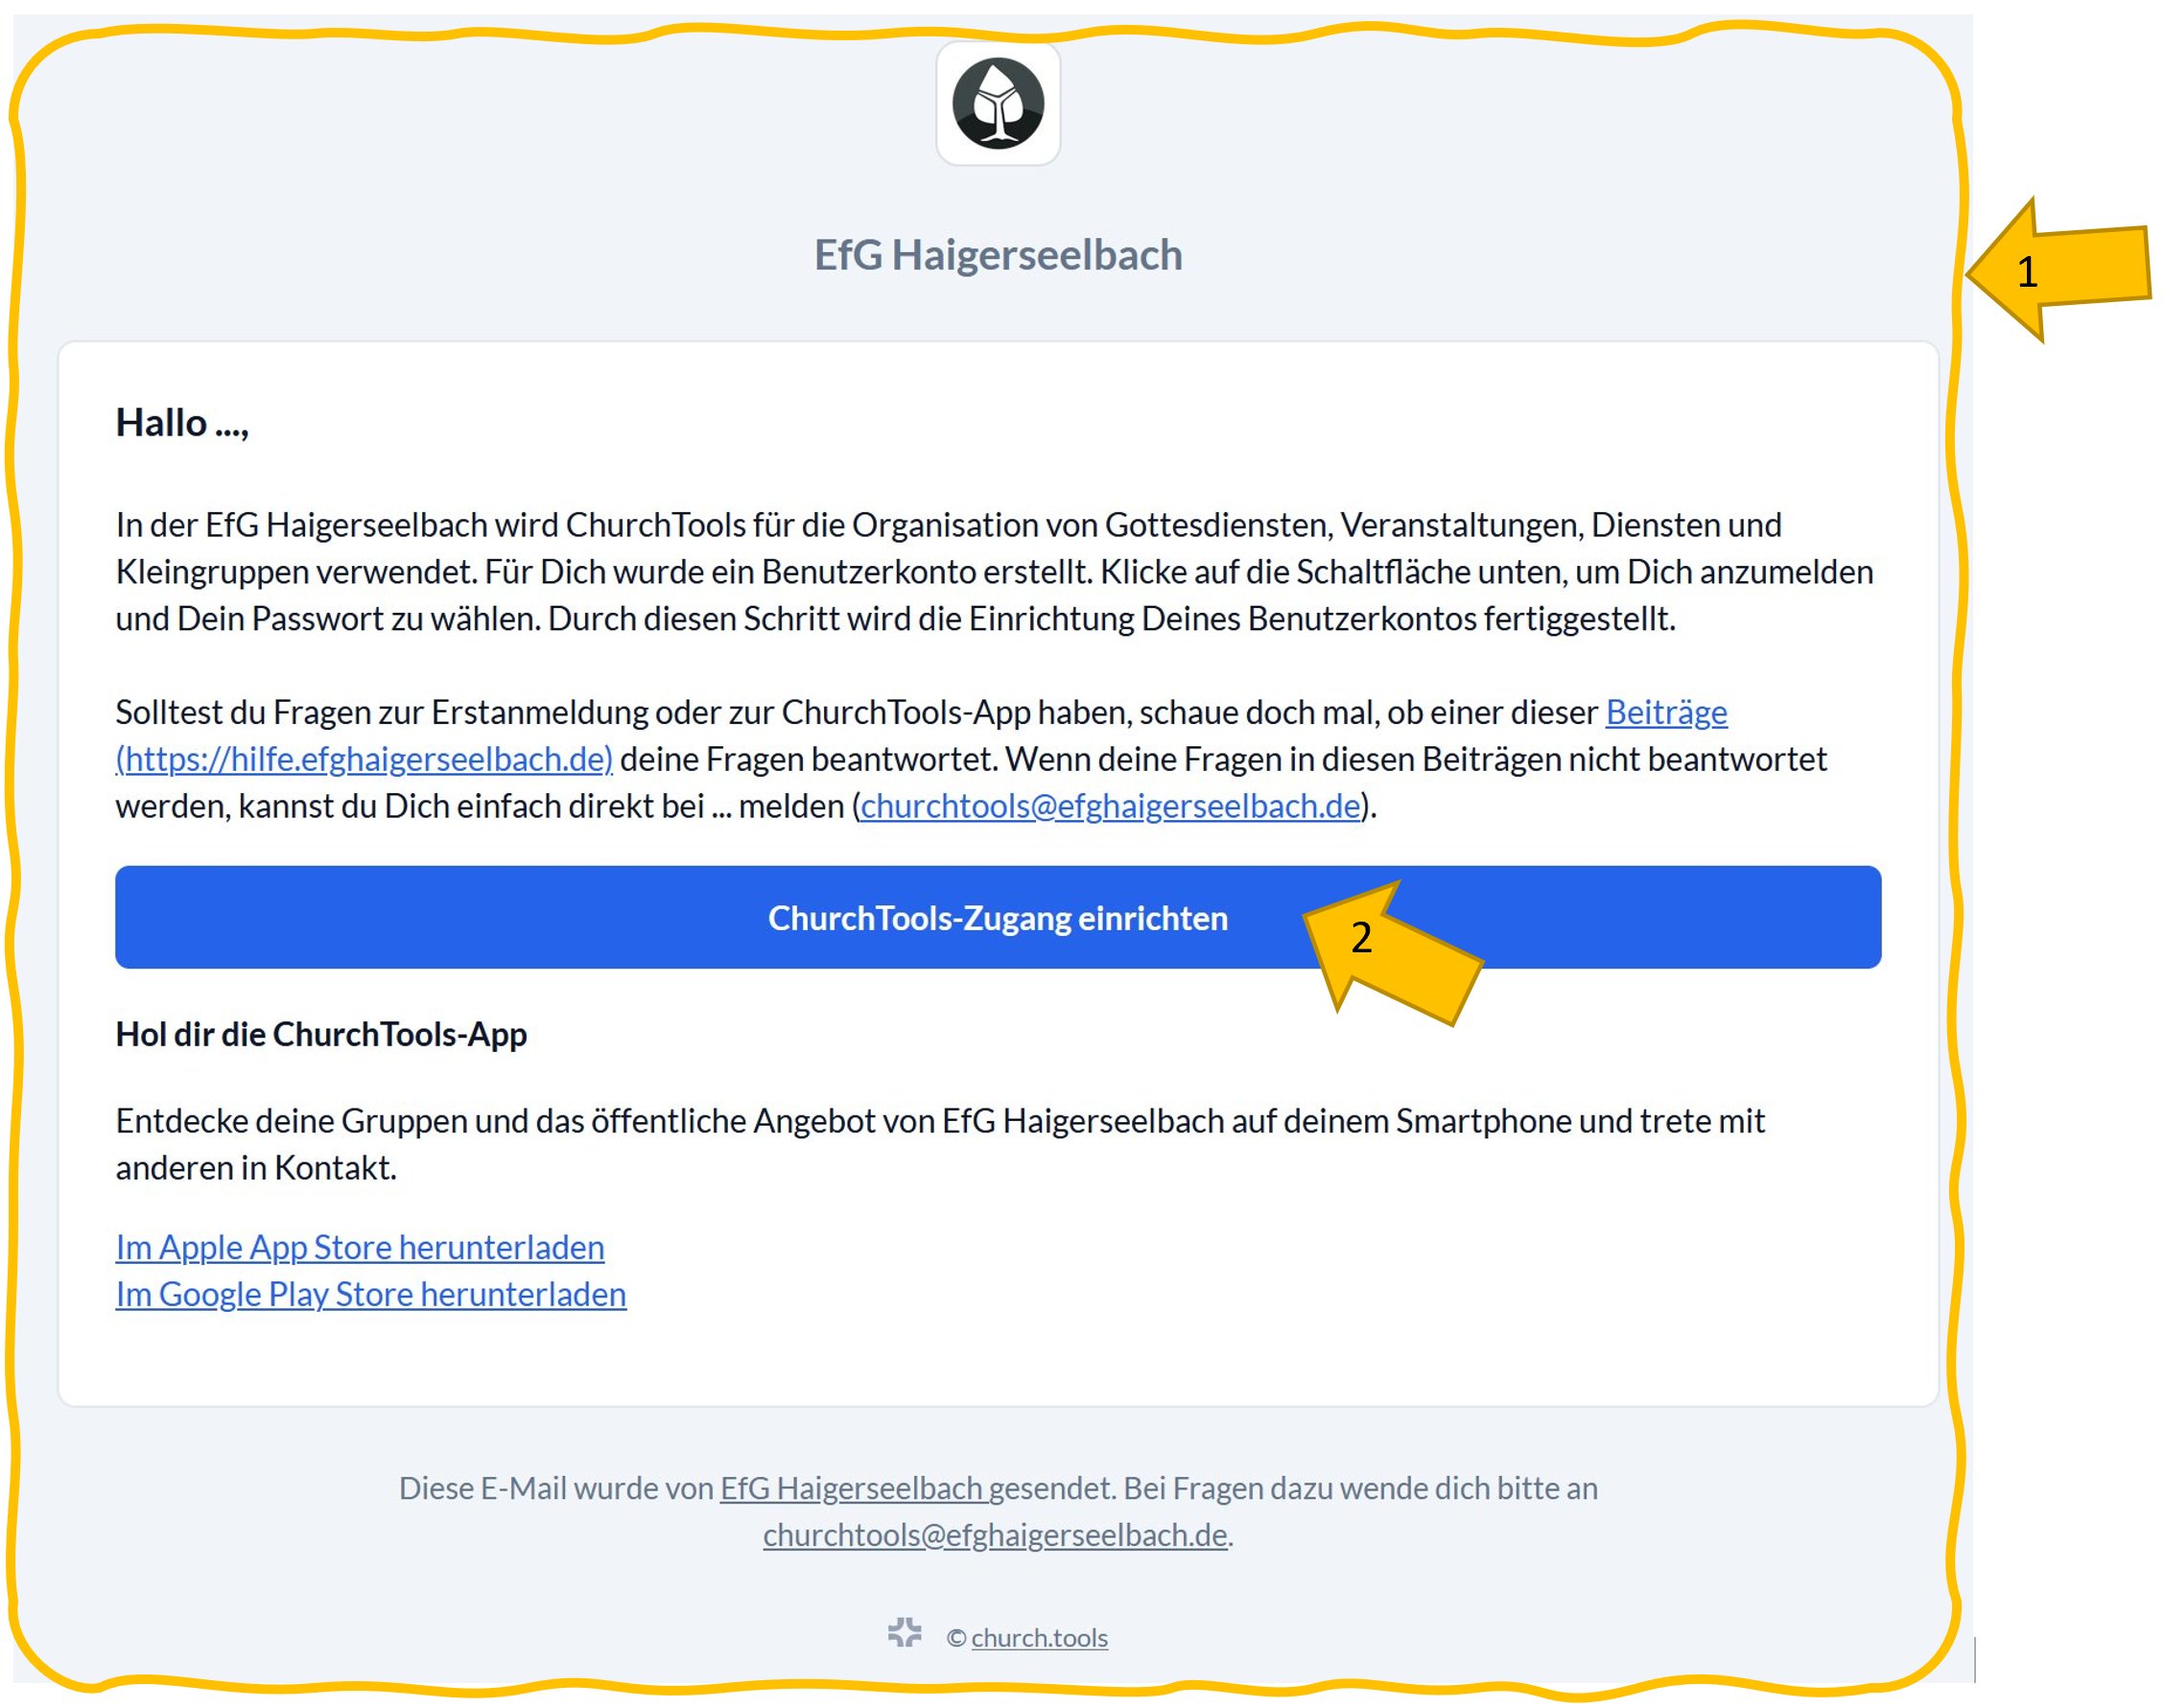 EfG Haigerseelbach
1
Hallo ...,
In der EfG Haigerseelbach wird ChurchTools für die Organisation von Gottesdiensten, Veranstaltungen, Diensten und
Kleingruppen verwendet. Für Dich wurde ein Benutzerkonto erstellt. Klicke auf die Schaltfläche unten, um Dich anzumelden
und Dein Passwort zu wählen. Durch diesen Schritt wird die Einrichtung Deines Benutzerkontos fertiggestellt.
Solltest du Fragen zur Erstanmeldung oder zur ChurchTools-App haben, schaue doch mal, ob einer dieser Beiträge
(https://hilfe.efghaigerseelbach.de) deine Fragen beantwortet. Wenn deine Fragen in diesen Beiträgen nicht beantwortet
werden, kannst du Dich einfach direkt bei ... melden (churchtools@efghaigerseelbach.de).
ChurchTools-Zugang einrichten
2
Hol dir die ChurchTools-App
Entdecke deine Gruppen und das öffentliche Angebot von EfG Haigerseelbach auf deinem Smartphone und trete mit
anderen in Kontakt.
Im Apple App Store herunterladen
Im Google Play Store herunterladen
Diese E-Mail wurde von EfG Haigerseelbach gesendet. Bei Fragen dazu wende dich bitte an
churchtools@efghaigerseelbach.de.
© church.tools